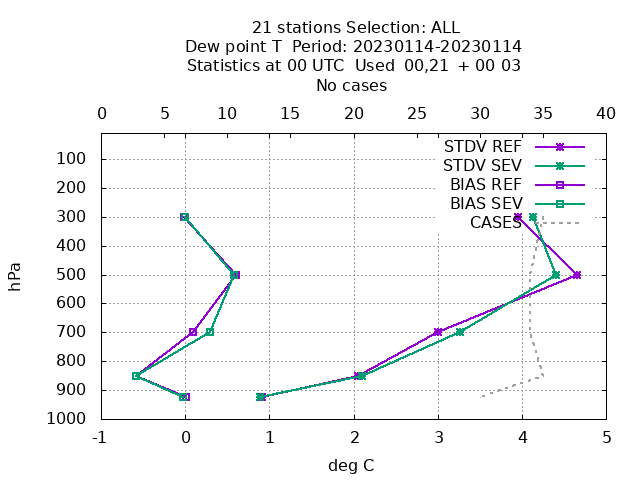 21 stations Selection: ALL
Dew point T  Period: 20230114-20230114
Statistics at 00 UTC  Used  00,21  + 00 03
No cases
0 5 10 15 20 25 30 35 40
STDV REF
STDV SEV
BIAS REF
BIAS SEV
CASES
100
200
300
400
500
600
700
800
900
1000
hPa
-1 0 1 2 3 4 5
deg C